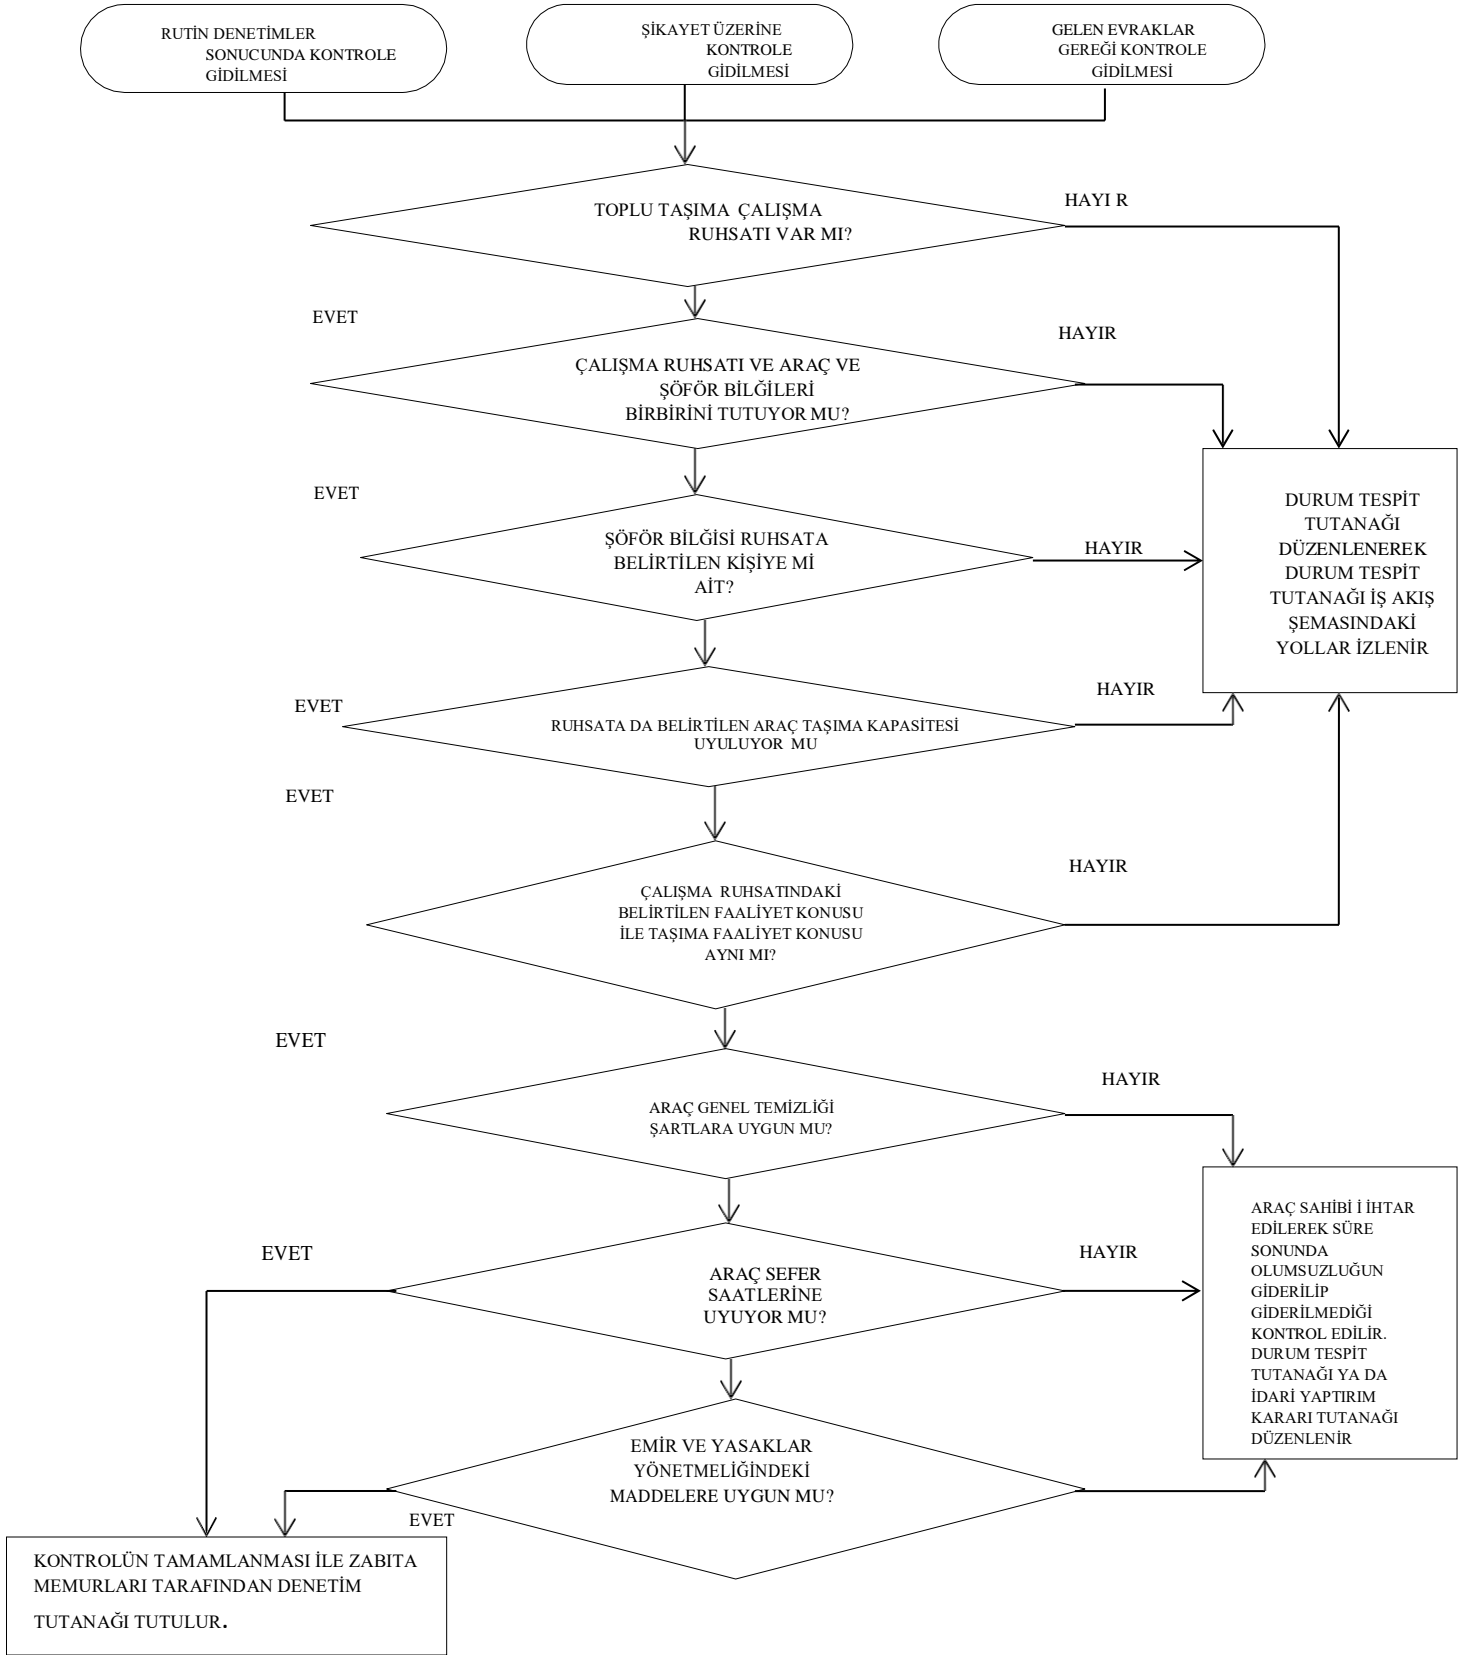 RUTİN DENETİMLER
SONUCUNDA KONTROLE
GİDİLMESİ
ŞİKAYET ÜZERİNE
KONTROLE
GİDİLMESİ
GELEN EVRAKLAR
GEREĞİ KONTROLE
GİDİLMESİ
TOPLU TAŞIMA ÇALIŞMA
RUHSATI VAR MI?
HAYI R
EVET
ÇALIŞMA RUHSATI VE ARAÇ VE
ŞÖFÖR BİLĞİLERİ
BİRBİRİNİ TUTUYOR MU?
HAYIR
EVET
ŞÖFÖR BİLĞİSİ RUHSATA
BELİRTİLEN KİŞİYE Mİ
AİT?
HAYIR
DURUM TESPİT
TUTANAĞI
DÜZENLENEREK
DURUM TESPİT
TUTANAĞI İŞ AKIŞ
ŞEMASINDAKİ
YOLLAR İZLENİR
EVET
RUHSATA DA BELİRTİLEN ARAÇ TAŞIMA KAPASİTESİ
UYULUYOR MU
HAYIR
EVET
ÇALIŞMA RUHSATINDAKİ
BELİRTİLEN FAALİYET KONUSU
İLE TAŞIMA FAALİYET KONUSU
AYNI MI?
HAYIR
EVET
ARAÇ GENEL TEMİZLİĞİ
ŞARTLARA UYGUN MU?
HAYIR
EVET
ARAÇ SEFER
SAATLERİNE
UYUYOR MU?
HAYIR
ARAÇ SAHİBİ İ İHTAR
EDİLEREK SÜRE
SONUNDA
OLUMSUZLUĞUN
GİDERİLİP
GİDERİLMEDİĞİ
KONTROL EDİLİR.
DURUM TESPİT
TUTANAĞI YA DA
İDARİ YAPTIRIM
KARARI TUTANAĞI
DÜZENLENİR
EMİR VE YASAKLAR
YÖNETMELİĞİNDEKİ
MADDELERE UYGUN MU?
EVET
KONTROLÜN TAMAMLANMASI İLE ZABITA
MEMURLARI TARAFINDAN DENETİM
TUTANAĞI TUTULUR.